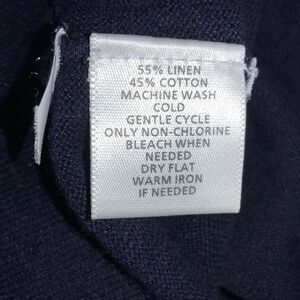 55% LINEN
45% COTTON
MACHINE WASH
COLD
GENTLE CYCLE
ONLY NON-CHLORINE
BLEACH WHEN
NEEDED
DRY FLAT
WARM IRON
IF NEEDED